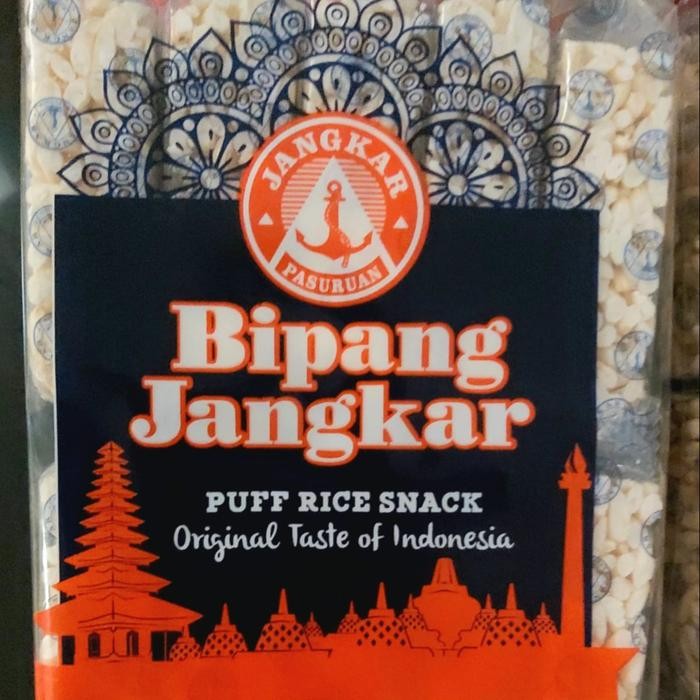 JANGKAR
PASURUAN
Bipang
Jangkar
PUFF RICE SNACK
Original Taste of Indonesia